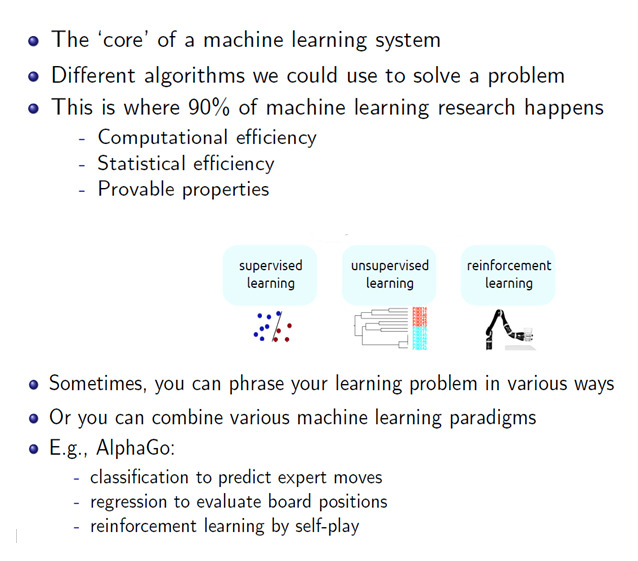 • The ‘core’ of a machine learning system
• Different algorithms we could use to solve a problem
• This is where 90% of machine learning research happens
- Computational efficiency
- Statistical efficiency
- Provable properties
supervised learning
unsupervised learning
reinforcement learning
• Sometimes, you can phrase your learning problem in various ways
• Or you can combine various machine learning paradigms
• E.g., AlphaGo:
- classification to predict expert moves
- regression to evaluate board positions
- reinforcement learning by self-play